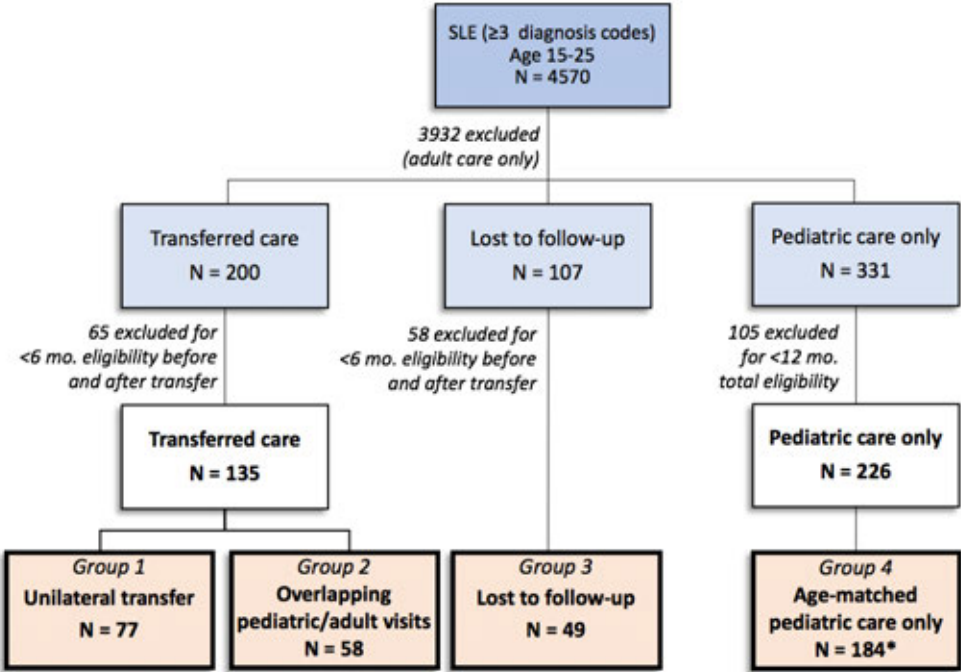 SLE (≥3 diagnosis codes)
Age 15-25
N = 4570
3932 excluded
(adult care only)
Transferred care
N = 200
Lost to follow-up
N = 107
Pediatric care only
N = 331
65 excluded for
<6 mo. eligibility before
and after transfer
58 excluded for
<6 mo. eligibility before
and after transfer
105 excluded
for <12 mo.
total eligibility
Transferred care
N = 135
Pediatric care only
N = 226
Group 1
Unilateral transfer
N = 77
Group 2
Overlapping
pediatric/adult visits
N = 58
Group 3
Lost to follow-up
N = 49
Group 4
Age-matched
pediatric care only
N = 184*